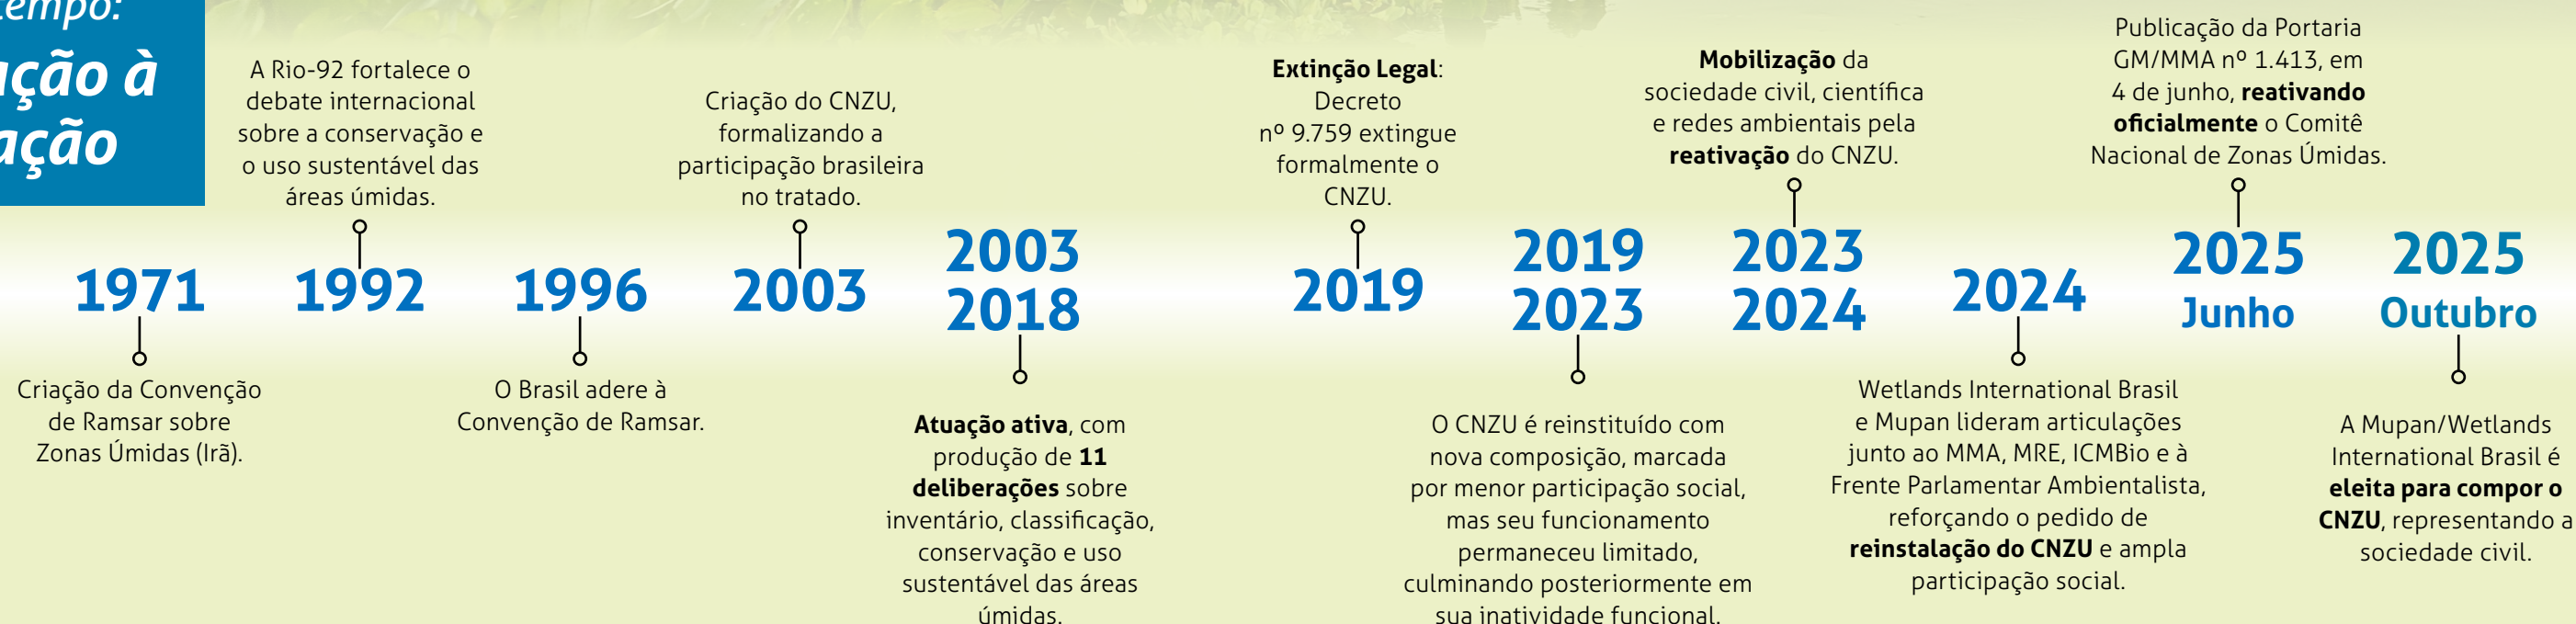 tempo:
ação à
ação
1971
Criação da Convenção
de Ramsar sobre
Zonas Úmidas (Irã).
A Rio-92 fortalece o
debate internacional
sobre a conservação e
o uso sustentável das
áreas úmidas.
1992
1996
O Brasil adere à
Convenção de Ramsar.
Criação do CNZU,
formalizando a
participação brasileira
no tratado.
2003
2003
2018
Atuação ativa, com
produção de 11
deliberações sobre
inventário, classificação,
conservação e uso
sustentável das áreas
úmidas.
Extinção Legal:
Decreto
nº 9.759 extingue
formalmente o
CNZU.
2019
2019
2023
O CNZU é reinstituído com
nova composição, marcada
por menor participação social,
mas seu funcionamento
permaneceu limitado,
culminando posteriormente em
sua inatividade funcional.
Mobilização da
sociedade civil, científica
e redes ambientais pela
reativação do CNZU.
2023
2024
2024
Wetlands International Brasil
e Mupan lideram articulações
junto ao MMA, MRE, ICMBio e à
Frente Parlamentar Ambientalista,
reforçando o pedido de
reinstalação do CNZU e ampla
participação social.
Publicação da Portaria
GM/MMA nº 1.413, em
4 de junho, reativando
oficialmente o Comitê
Nacional de Zonas Úmidas.
2025
Junho
2025
Outubro
A Mupan/Wetlands
International Brasil é
eleita para compor o
CNZU, representando a
sociedade civil.